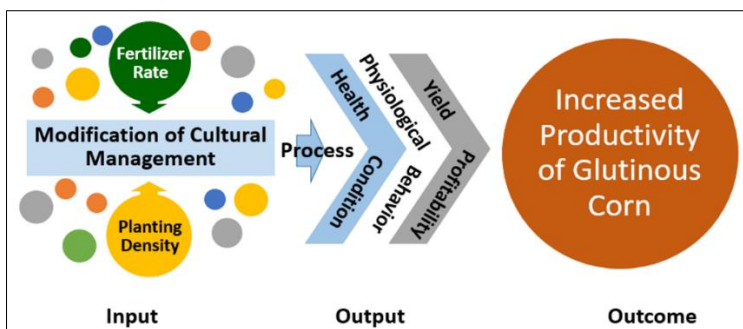 Fertilizer
Rate
Modification of Cultural
Management
Planting
Density
Process
Health
Condition
Physiological
Behavior
Yield
Profitability
Increased
Productivity
of Glutinous
Corn
Input
Output
Outcome